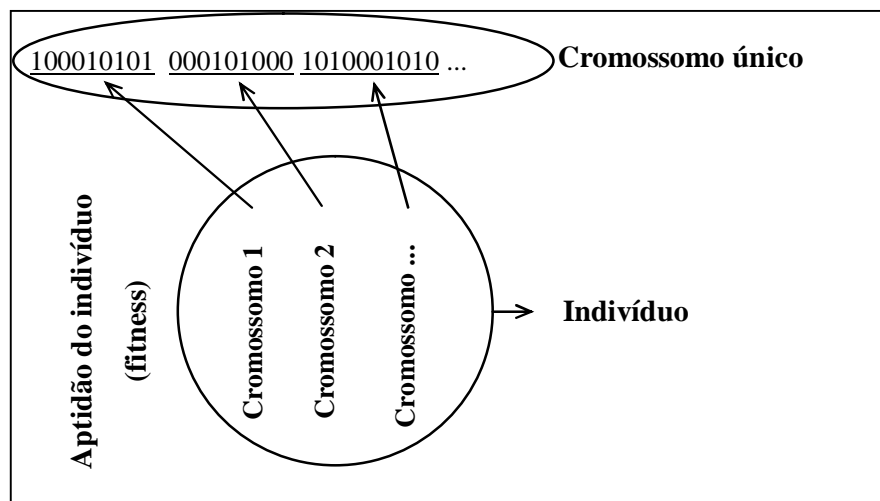 100010101 000101000 1010001010 ...
Cromossomo único
Aptidão do indivíduo
(fitness)
Cromossomo 1
Cromossomo 2
Cromossomo ...
Indivíduo